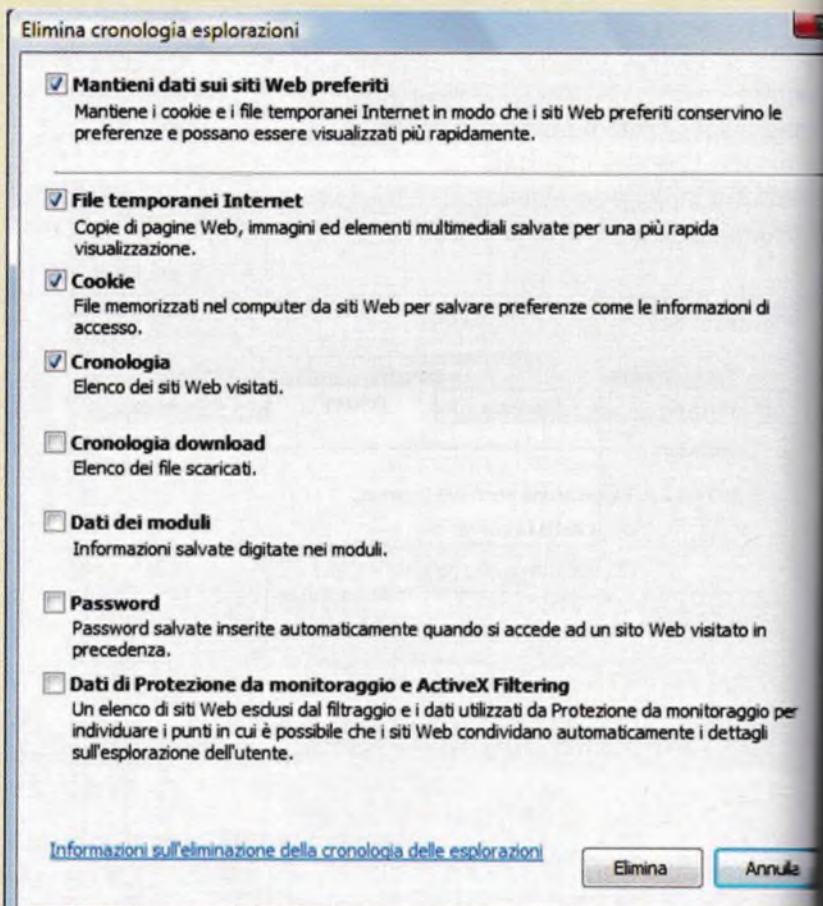 Elimina cronologia esplorazioni
Mantieni dati sui siti Web preferiti
Mantiene i cookie e i file temporanei Internet in modo che i siti Web preferiti conservino le
preferenze e possano essere visualizzati più rapidamente.
File temporanei Internet
Copie di pagine Web, immagini ed elementi multimediali salvate per una più rapida
visualizzazione.
Cookie
File memorizzati nel computer da siti Web per salvare preferenze come le informazioni di
accesso.
Cronologia
Elenco dei siti Web visitati.
Cronologia download
Elenco dei file scaricati.
Dati dei moduli
Informazioni salvate digitate nei moduli.
Password
Password salvate inserite automaticamente quando si accede ad un sito Web visitato in
precedenza.
Dati di Protezione da monitoraggio e ActiveX Filtering
Un elenco di siti Web esclusi dal filtraggio e i dati utilizzati da Protezione da monitoraggio per
individuare i punti in cui è possibile che i siti Web condividano automaticamente i dettagli
sull'esplorazione dell'utente.
Informazioni sull'eliminazione della cronologia delle esplorazioni
Elimina
Annulla